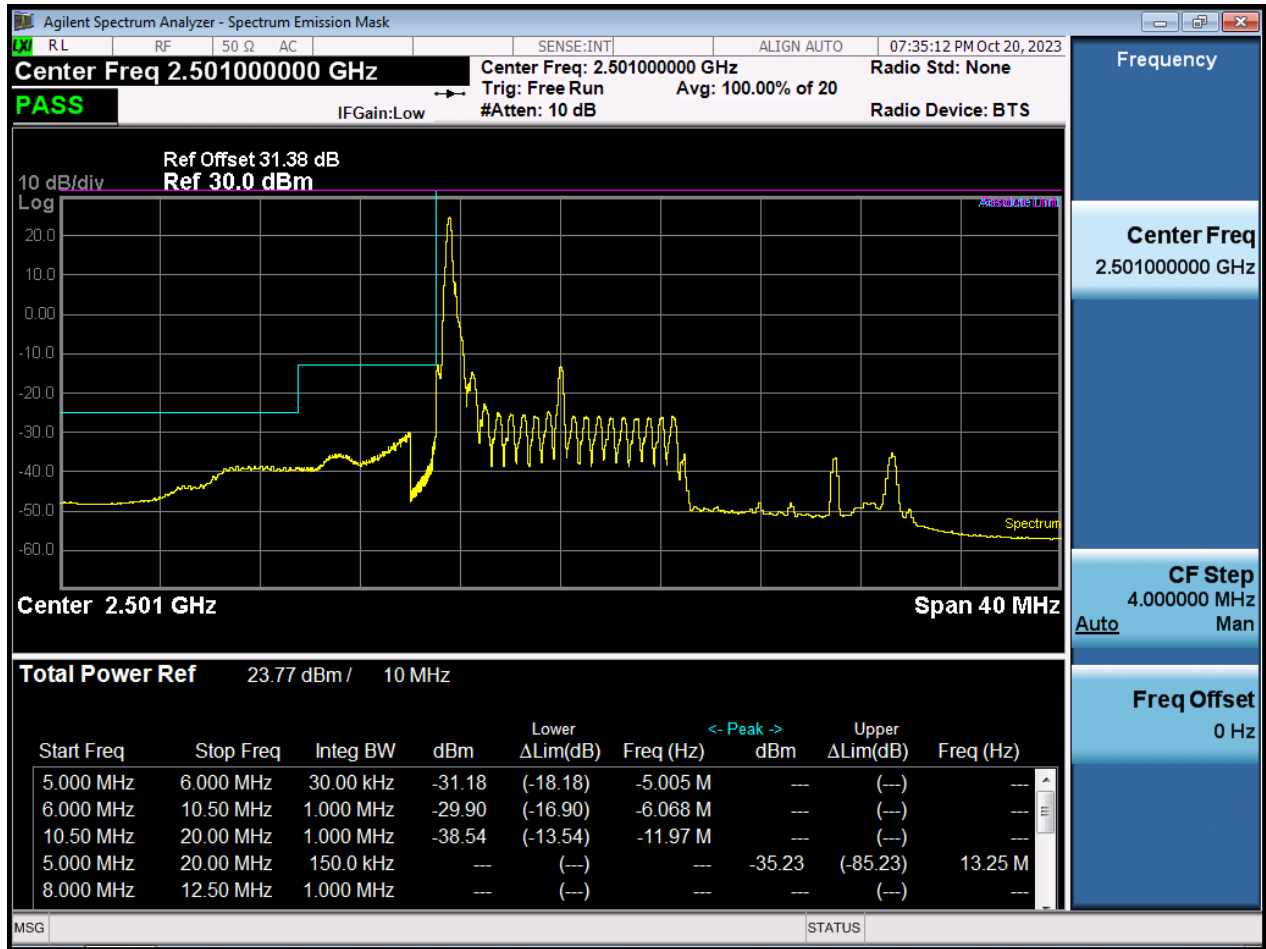 Agilent Spectrum Analyzer - Spectrum Emission Mask
LXI RL RF 50 Ω AC SENSE:INT ALIGN AUTO 07:35:12 PM Oct 20, 2023
Center Freq 2.501000000 GHz
Center Freq: 2.501000000 GHz Radio Std: None
Trig: Free Run Avg: 100.00% of 20
PASS IFGain:Low #Atten: 10 dB Radio Device: BTS
Ref Offset 31.38 dB
10 dB/div Ref 30.0 dBm
Log
Limit
20.0
10.0
0.00
-10.0
-20.0
-30.0
-40.0
-50.0
Spectrum
-60.0
Center 2.501 GHz Span 40 MHz
Total Power Ref 23.77 dBm / 10 MHz
Lower <- Peak -> Upper
Start Freq Stop Freq Integ BW dBm ΔLim(dB) Freq (Hz) dBm ΔLim(dB) Freq (Hz)
5.000 MHz 6.000 MHz 30.00 kHz -31.18 (-18.18) -5.005 M --- (---) ---
6.000 MHz 10.50 MHz 1.000 MHz -29.90 (-16.90) -6.068 M --- (---) ---
10.50 MHz 20.00 MHz 1.000 MHz -38.54 (-13.54) -11.97 M --- (---) ---
5.000 MHz 20.00 MHz 150.0 kHz --- (---) --- -35.23 (-85.23) 13.25 M
8.000 MHz 12.50 MHz 1.000 MHz --- (---) --- --- (---) ---
MSG STATUS
Frequency
Center Freq
2.501000000 GHz
CF Step
4.000000 MHz
Auto Man
Freq Offset
0 Hz